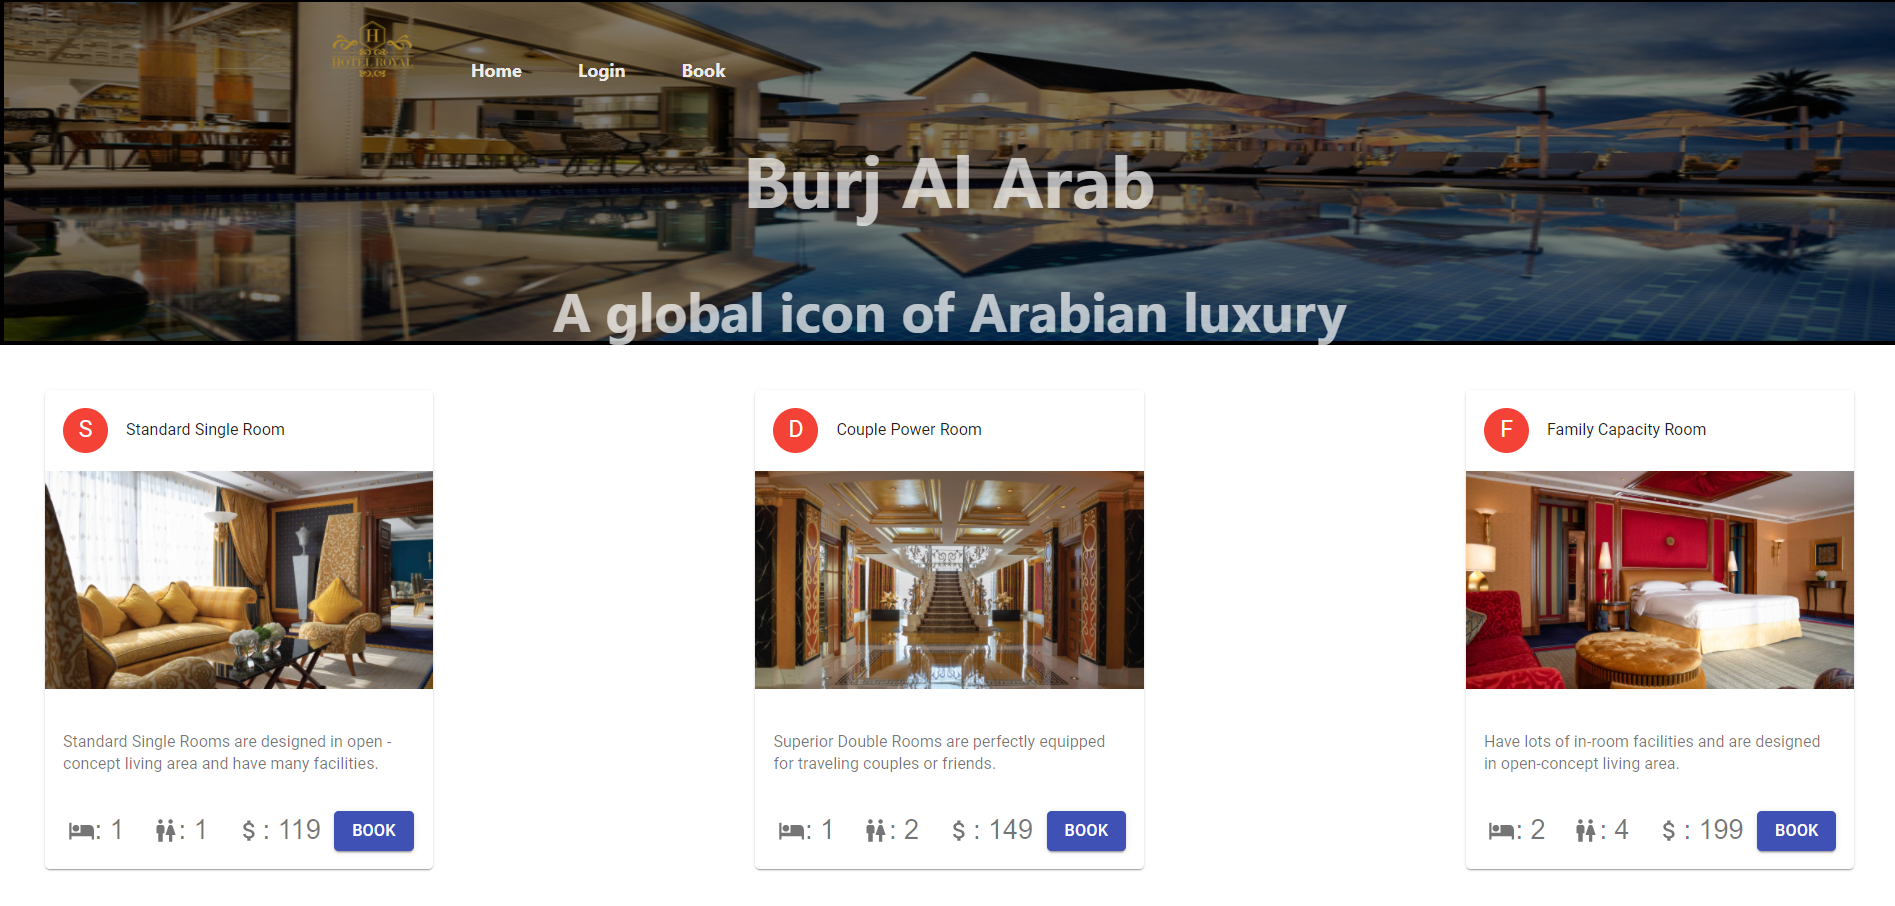 H
HOTEL ROYAL
Home Login Book
Burj Al Arab
A global icon of Arabian luxury
S Standard Single Room
Standard Single Rooms are designed in open -
concept living area and have many facilities.
: 1 : 1 $ : 119 BOOK
D Couple Power Room
Superior Double Rooms are perfectly equipped
for traveling couples or friends.
: 1 : 2 $ : 149 BOOK
F Family Capacity Room
Have lots of in-room facilities and are designed
in open-concept living area.
: 2 : 4 $ : 199 BOOK